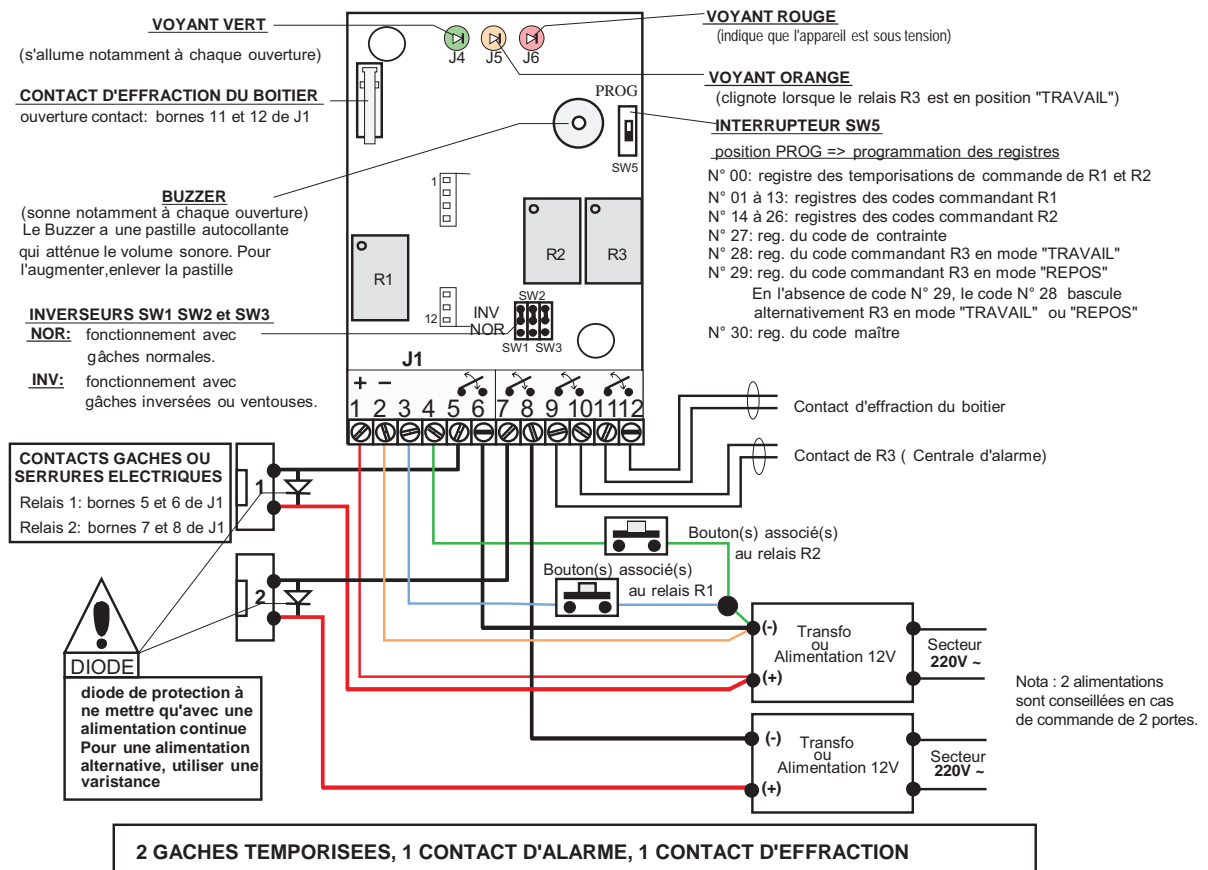 VOYANT VERT
(s'allume notamment à chaque ouverture)
CONTACT D'EFFRACTION DU BOITIER
ouverture contact: bornes 11 et 12 de J1
BUZZER
(sonne notamment à chaque ouverture)
Le Buzzer a une pastille autocollante
qui atténue le volume sonore. Pour
l'augmenter,enlever la pastille
INVERSEURS SW1 SW2 et SW3
NOR: fonctionnement avec
gâches normales.
INV: fonctionnement avec
gâches inversées ou ventouses.
J4 J5 J6
PROG
SW5
1
12
R1
R2
R3
SW2
INV
NOR
SW1 SW3
J1
+ −
1 2 3 4 5 6 7 8 9 10 11 12
VOYANT ROUGE
(indique que l'appareil est sous tension)
VOYANT ORANGE
(clignote lorsque le relais R3 est en position "TRAVAIL")
INTERRUPTEUR SW5
position PROG => programmation des registres
N° 00: registre des temporisations de commande de R1 et R2
N° 01 à 13: registres des codes commandant R1
N° 14 à 26: registres des codes commandant R2
N° 27: reg. du code de contrainte
N° 28: reg. du code commandant R3 en mode "TRAVAIL"
N° 29: reg. du code commandant R3 en mode "REPOS"
En l'absence de code N° 29, le code N° 28 bascule
alternativement R3 en mode "TRAVAIL" ou "REPOS"
N° 30: reg. du code maître
Contact d'effraction du boitier
Contact de R3 ( Centrale d'alarme)
CONTACTS GACHES OU
SERRURES ELECTRIQUES
Relais 1: bornes 5 et 6 de J1
Relais 2: bornes 7 et 8 de J1
1
2
Bouton(s) associé(s)
au relais R2
Bouton(s) associé(s)
au relais R1
DIODE
diode de protection à
ne mettre qu'avec une
alimentation continue
Pour une alimentation
alternative, utiliser une
varistance
(-)
(+)
Transfo
ou
Alimentation 12V
Secteur
220V ~
(-)
(+)
Transfo
ou
Alimentation 12V
Secteur
220V ~
Nota : 2 alimentations
sont conseillées en cas
de commande de 2 portes.
2 GACHES TEMPORISEES, 1 CONTACT D'ALARME, 1 CONTACT D'EFFRACTION